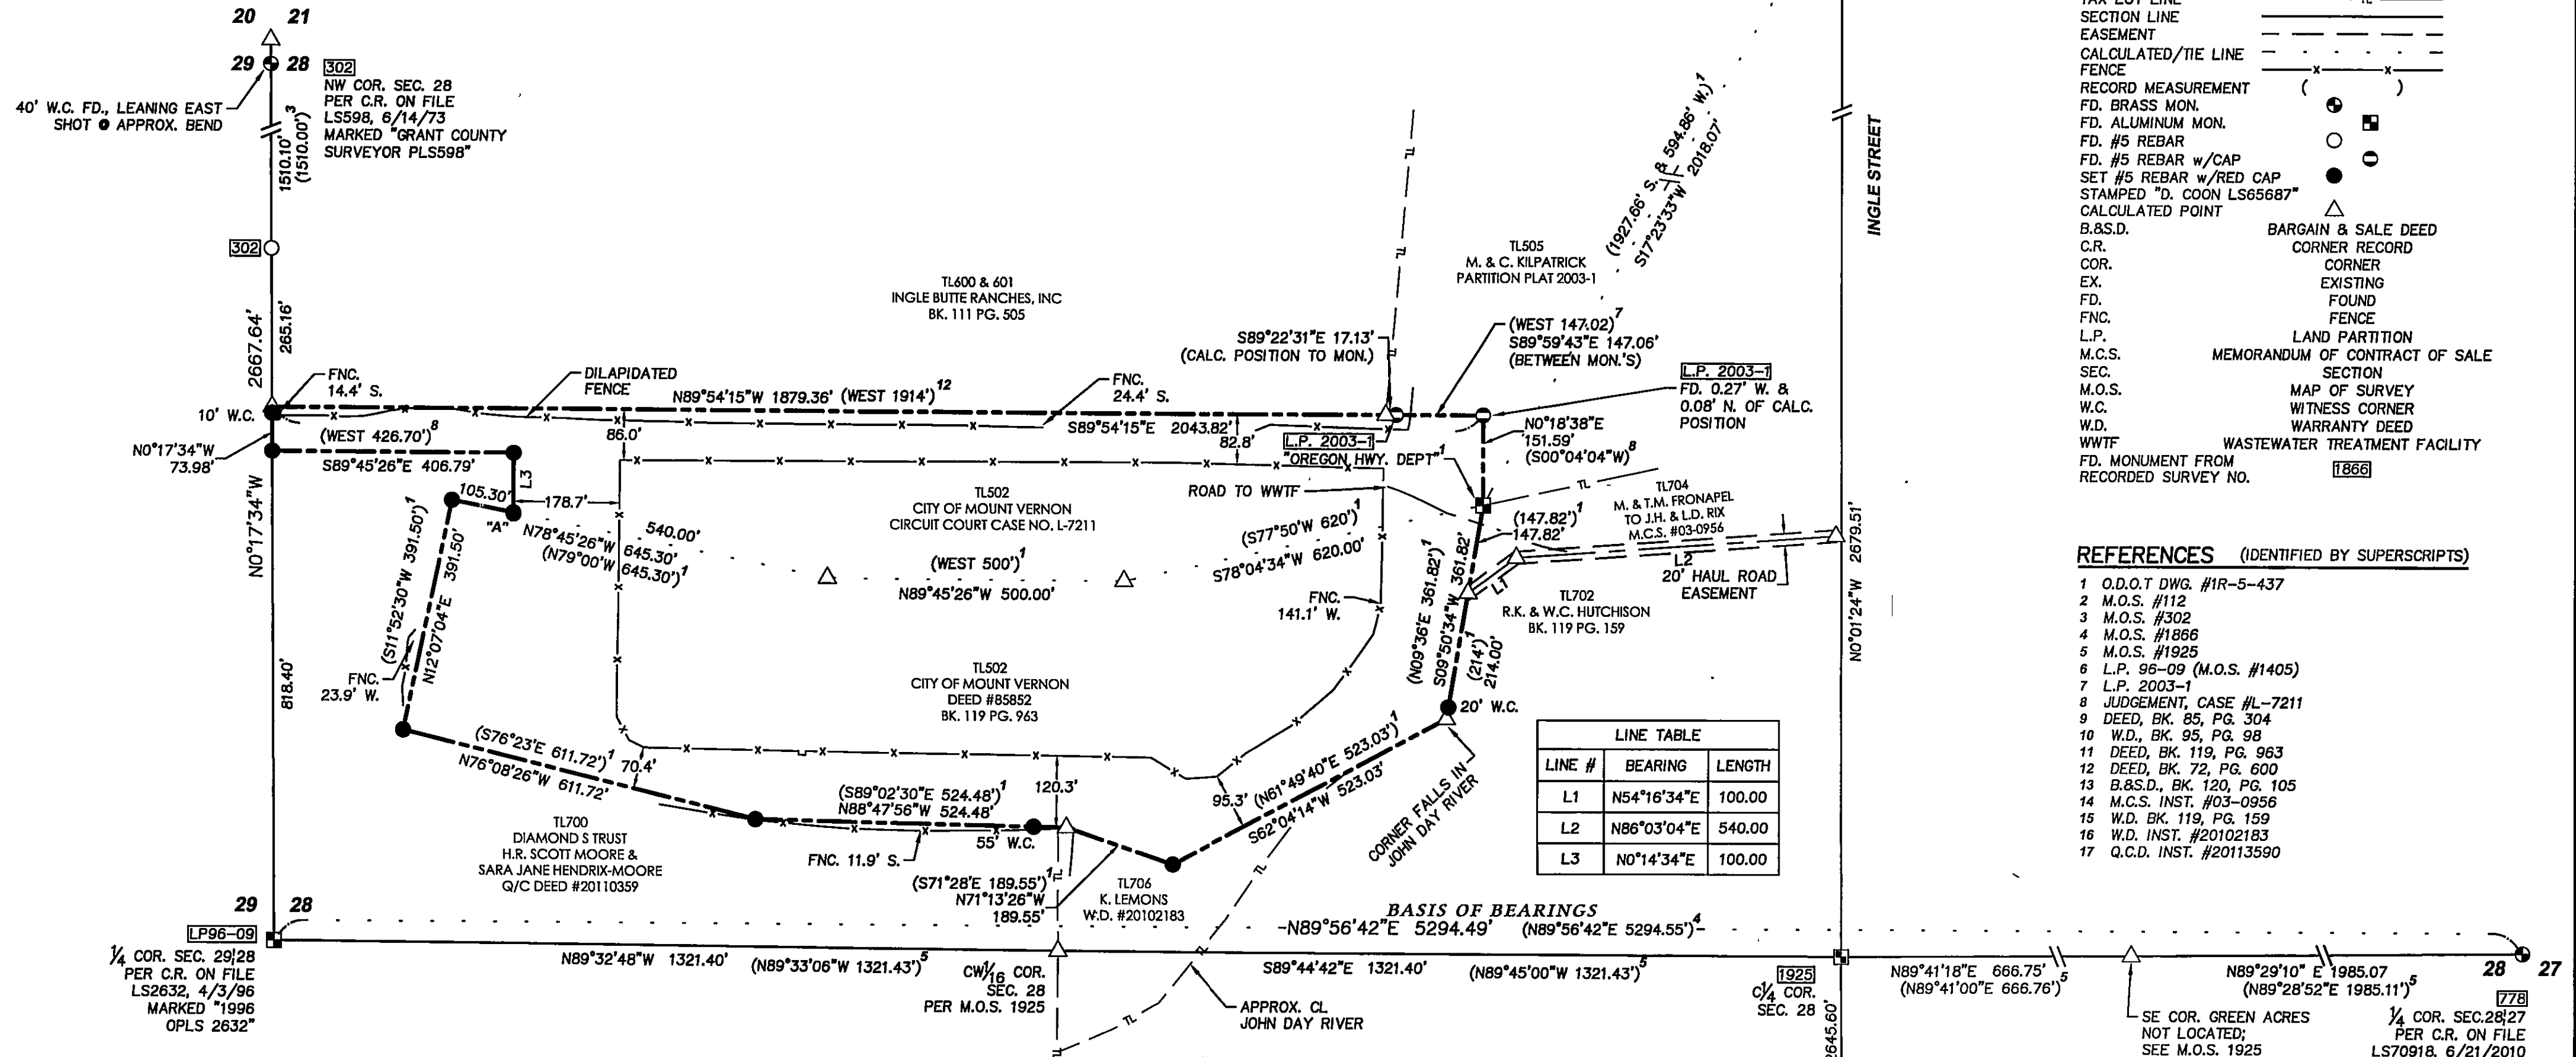 20 21
29 28
302
NW COR. SEC. 28
PER C.R. ON FILE
LS598, 6/14/73
MARKED "GRANT COUNTY
SURVEYOR PLS598"
40' W.C. FD., LEANING EAST
SHOT @ APPROX. BEND
1510.10' 3
(1510.00')
302
2667.64'
265.16'
FNC.
14.4' S.
10' W.C.
N0°17'34"W
73.98'
N0°17'34"W
818.40'
DILAPIDATED
FENCE
N89°54'15"W 1879.36' (WEST 1914') 12
FNC.
24.4' S.
S89°54'15"E 2043.82'
86.0'
82.8'
(WEST 426.70') 8
S89°45'26"E 406.79'
L3
105.30'
178.7'
"A"
N78°45'26"W 645.30'
(N79°00'W 645.30') 1
540.00'
TL600 & 601
INGLE BUTTE RANCHES, INC
BK. 111 PG. 505
TL505
M. & C. KILPATRICK
PARTITION PLAT 2003-1
(1927.66' S. & 594.86' W.) 1
S17°23'33"W 2018.07'
INGLE STREET
S89°22'31"E 17.13'
(CALC. POSITION TO MON.)
(WEST 147.02) 7
S89°59'43"E 147.06'
(BETWEEN MON.'S)
L.P. 2003-1
FD. 0.27' W. &
0.08' N. OF CALC.
POSITION
N0°18'38"E
151.59'
(S00°04'04"W) 8
L.P. 2003-1
"OREGON HWY. DEPT" 1
ROAD TO WWTF
TL502
CITY OF MOUNT VERNON
CIRCUIT COURT CASE NO. L-7211
(WEST 500') 1
N89°45'26"W 500.00'
(S77°50'W 620') 1
S78°04'34"W 620.00'
TL
TL704
M. & T.M. FRONAPEL
TO J.H. & L.D. RIX
M.C.S. #03-0956
(147.82') 1
147.82'
L1
L2
20' HAUL ROAD
EASEMENT
TL702
R.K. & W.C. HUTCHISON
BK. 119 PG. 159
(N09°36'E 361.82') 1
S09°50'34"W 361.82'
(214') 1
214.00'
20' W.C.
N0°01'24"W 2679.51'
FNC.
141.1' W.
(S11°52'30"W 391.50') 1
N12°07'04"E 391.50'
FNC.
23.9' W.
TL502
CITY OF MOUNT VERNON
DEED #85852
BK. 119 PG. 963
(S76°23'E 611.72') 1
N76°08'26"W 611.72'
70.4'
(S89°02'30"E 524.48') 1
N88°47'56"W 524.48'
120.3'
95.3'
(N61°49'40"E 523.03') 1
S62°04'14"W 523.03'
CORNER FALLS IN
JOHN DAY RIVER
FNC. 11.9' S.
55' W.C.
(S71°28'E 189.55') 1
N71°13'26"W
189.55'
TL700
DIAMOND S TRUST
H.R. SCOTT MOORE &
SARA JANE HENDRIX-MOORE
Q/C DEED #20110359
TL706
K. LEMONS
W.D. #20102183
LINE TABLE
LINE # BEARING LENGTH
L1 N54°16'34"E 100.00
L2 N86°03'04"E 540.00
L3 N0°14'34"E 100.00
29 28
LP96-09
1/4 COR. SEC. 29|28
PER C.R. ON FILE
LS2632, 4/3/96
MARKED "1996
OPLS 2632"
BASIS OF BEARINGS
N89°56'42"E 5294.49' (N89°56'42"E 5294.55') 4
N89°32'48"W 1321.40' (N89°33'06"W 1321.43') 5
CW1/16 COR.
SEC. 28
PER M.O.S. 1925
S89°44'42"E 1321.40' (N89°45'00"W 1321.43') 5
APPROX. CL
JOHN DAY RIVER
1925
C1/4 COR.
SEC. 28
2645.60'
N89°41'18"E 666.75'
(N89°41'00"E 666.76') 5
N89°29'10" E 1985.07
(N89°28'52"E 1985.11') 5
28 27
SE COR. GREEN ACRES
NOT LOCATED;
SEE M.O.S. 1925
778
1/4 COR. SEC.28|27
PER C.R. ON FILE
LS70918, 6/21/2010
TAX LOT LINE TL
SECTION LINE
EASEMENT
CALCULATED/TIE LINE
FENCE
RECORD MEASUREMENT ( )
FD. BRASS MON.
FD. ALUMINUM MON.
FD. #5 REBAR
FD. #5 REBAR w/CAP
SET #5 REBAR w/RED CAP
STAMPED "D. COON LS65687"
CALCULATED POINT
B.&S.D. BARGAIN & SALE DEED
C.R. CORNER RECORD
COR. CORNER
EX. EXISTING
FD. FOUND
FNC. FENCE
L.P. LAND PARTITION
M.C.S. MEMORANDUM OF CONTRACT OF SALE
SEC. SECTION
M.O.S. MAP OF SURVEY
W.C. WITNESS CORNER
W.D. WARRANTY DEED
WWTF WASTEWATER TREATMENT FACILITY
FD. MONUMENT FROM
RECORDED SURVEY NO. 1866
REFERENCES (IDENTIFIED BY SUPERSCRIPTS)
1 O.D.O.T DWG. #1R-5-437
2 M.O.S. #112
3 M.O.S. #302
4 M.O.S. #1866
5 M.O.S. #1925
6 L.P. 96-09 (M.O.S. #1405)
7 L.P. 2003-1
8 JUDGEMENT, CASE #L-7211
9 DEED, BK. 85, PG. 304
10 W.D., BK. 95, PG. 98
11 DEED, BK. 119, PG. 963
12 DEED, BK. 72, PG. 600
13 B.&S.D., BK. 120, PG. 105
14 M.C.S. INST. #03-0956
15 W.D. BK. 119, PG. 159
16 W.D. INST. #20102183
17 Q.C.D. INST. #20113590